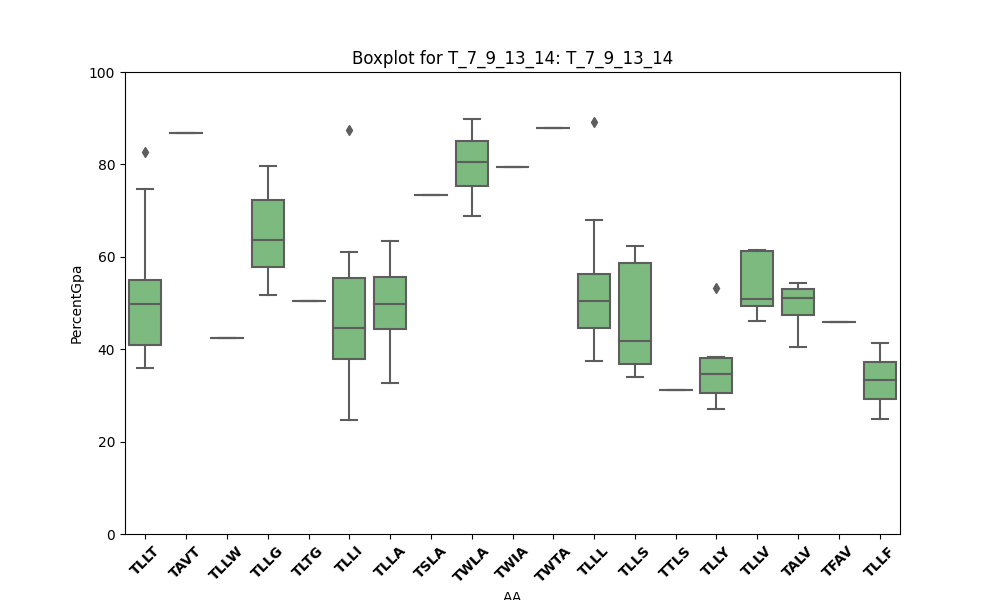 Boxplot for T_7_9_13_14: T_7_9_13_14
PercentGpa
100
80
60
40
20
0
TLLT TAVT TLLW TLLG TLTG TLLI TLLA TSLA TWLA TWIA TWTA TLLL TLLS TTLS TLLY TLLV TALV TFAV TLLF
AA